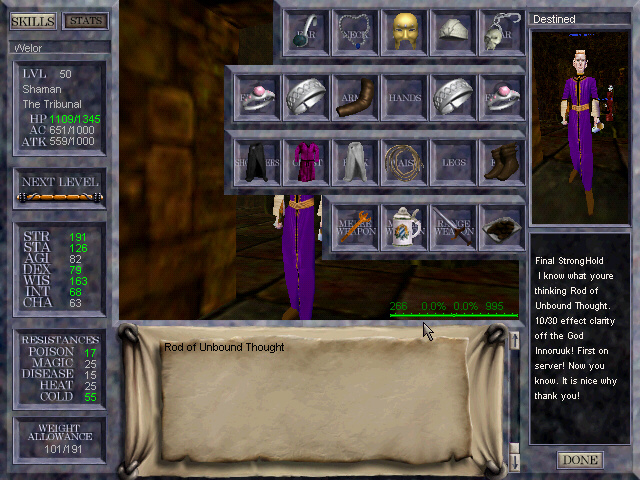 SKILLS STATS
Welor
LVL 50
Shaman
The Tribunal
HP 1109/1345
AC 651/1000
ATK 559/1000
NEXT LEVEL
STR 191
STA 126
AGI 82
DEX 79
WIS 163
INT 68
CHA 63
RESISTANCES
POISON 17
MAGIC 25
DISEASE 15
HEAT 25
COLD 55
WEIGHT
ALLOWANCE
101/191
NECK
ARM HANDS
LEGS
WEAPON WEAPON
266 0.0% 0.0% 995
Rod of Unbound Thought
Destined
Final StrongHold
I know what youre
thinking Rod of
Unbound Thought.
10/30 effect clarity
off the God
Innoruuk! First on
server! Now you
know. It is nice why
thank you!
DONE